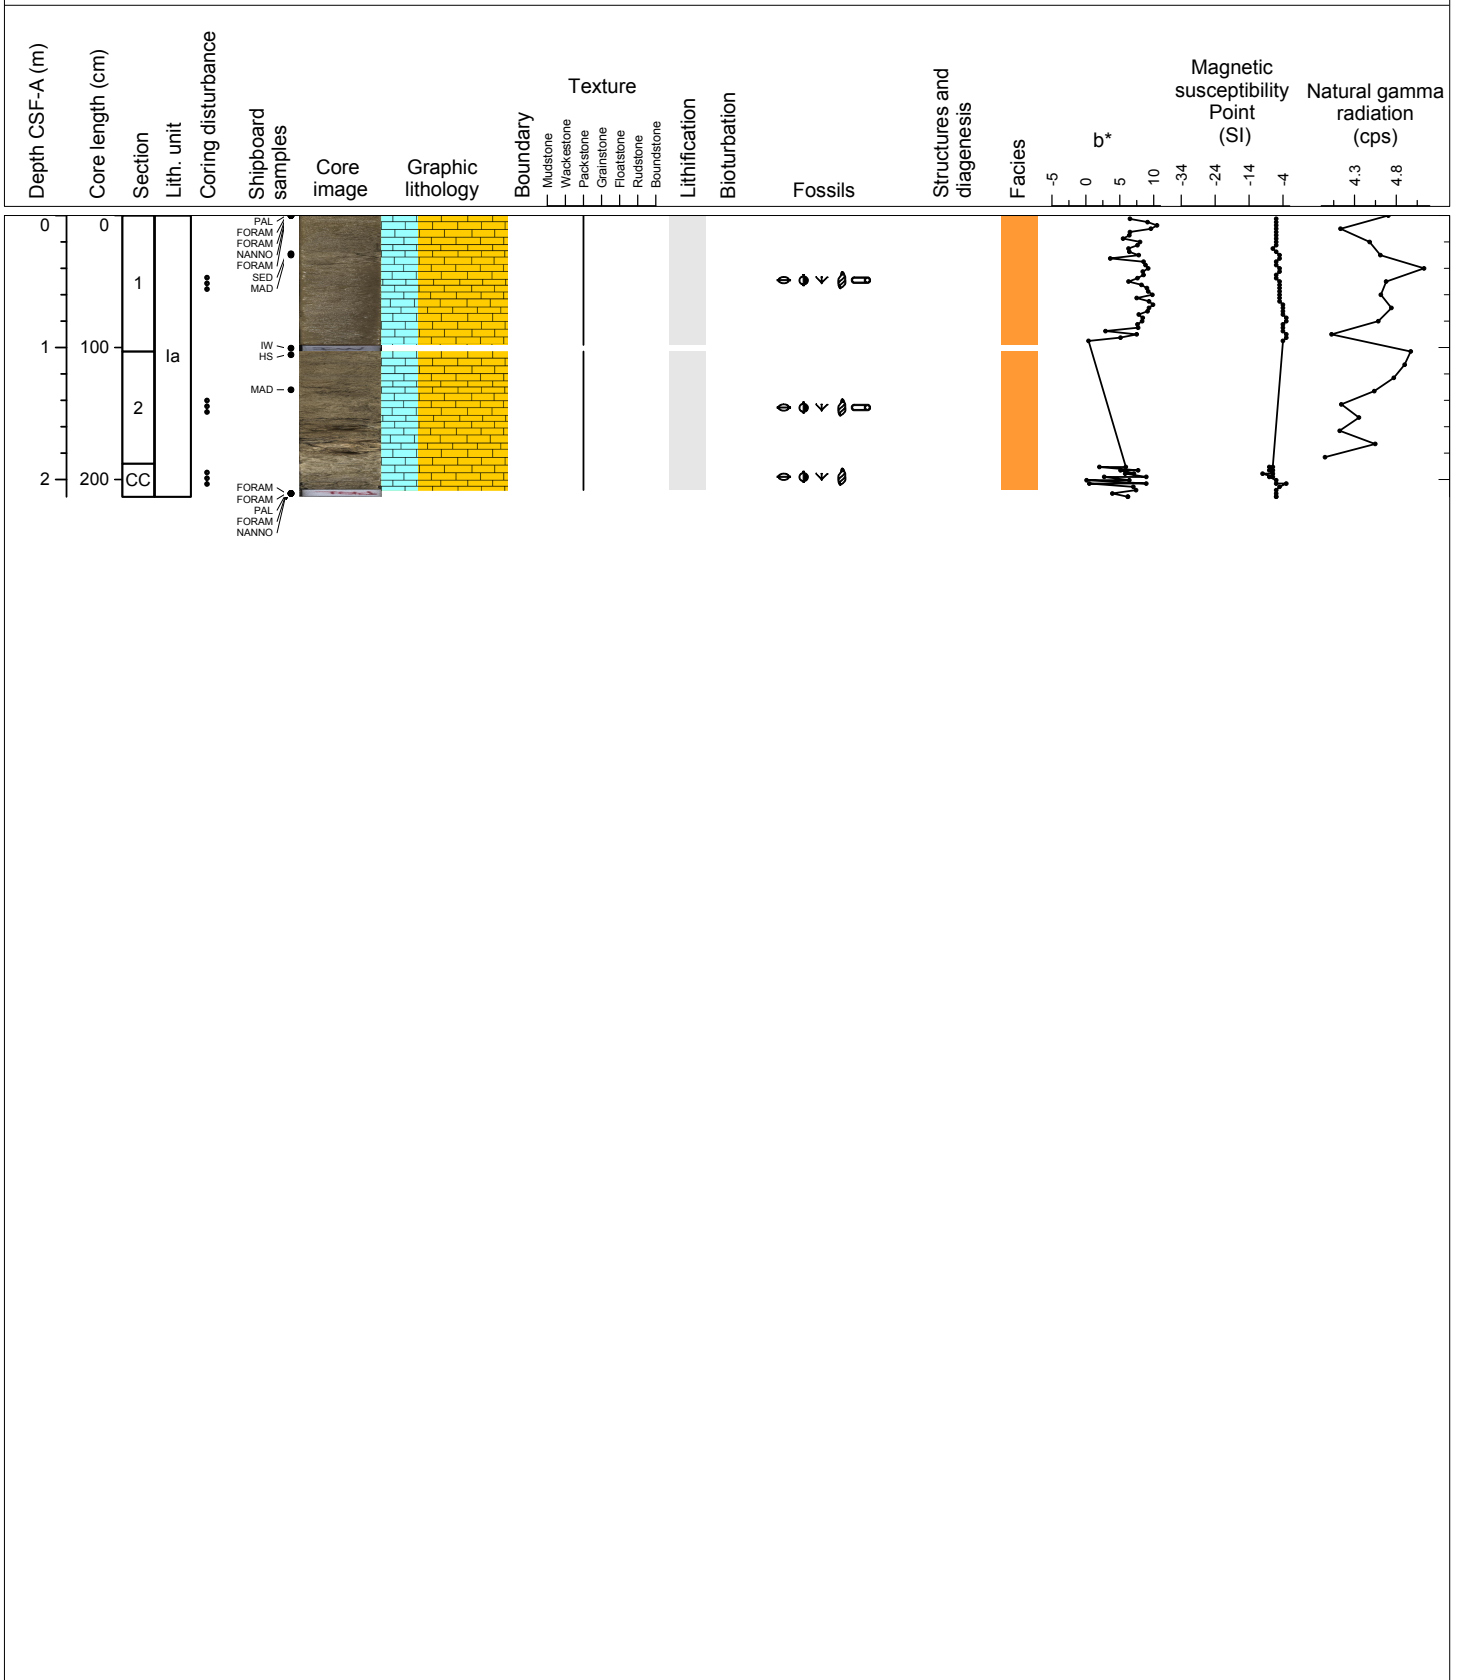 Depth CSF-A (m)
Core length (cm)
Section
Lith. unit
Coring disturbance
Shipboard
samples
Core
image
Graphic
lithology
Boundary
Texture
Mudstone
Wackestone
Packstone
Grainstone
Floatstone
Rudstone
Boundstone
Lithification
Bioturbation
Fossils
Structures and
diagenesis
Facies
b*
-5
0
5
10
Magnetic
susceptibility
Point
(SI)
-34
-24
-14
-4
Natural gamma
radiation
(cps)
4.3
4.8
0
1
2
0
100
200
1
2
CC
Ia
PAL
FORAM
FORAM
NANNO
FORAM
SED
MAD
IW
HS
MAD
FORAM
FORAM
PAL
FORAM
NANNO